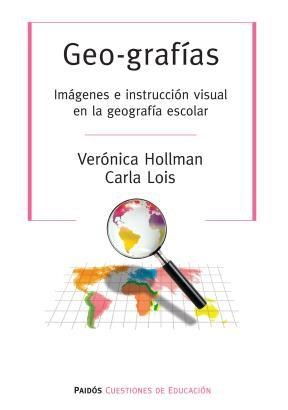 Geo-grafías
Imágenes e instrucción visual
en la geografía escolar
Verónica Hollman
Carla Lois
PAIDÓS CUESTIONES DE EDUCACIÓN